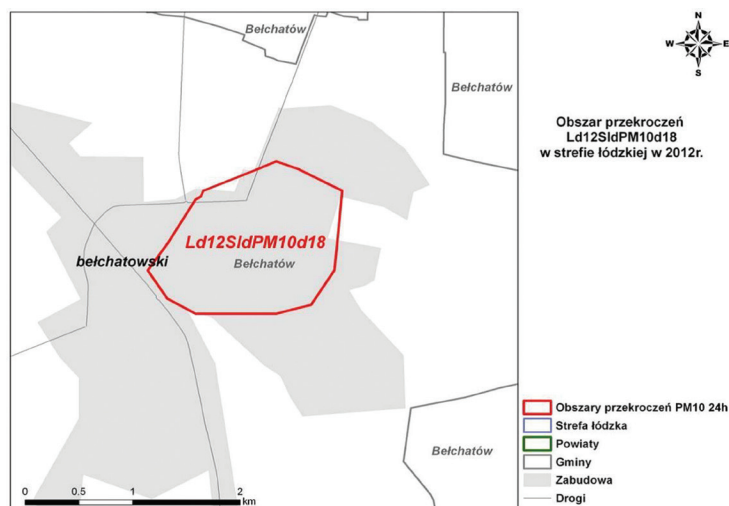 Bełchatów
N
W E
S
Bełchatów
Obszar przekroczeń
Ld12SldPM10d18
w strefie łódzkiej w 2012r.
Ld12SldPM10d18
bełchatowski
Bełchatów
Bełchatów
Obszary przekroczeń PM10 24h
Strefa łódzka
Powiaty
Gminy
Zabudowa
Drogi
0 0.5 1 2
km